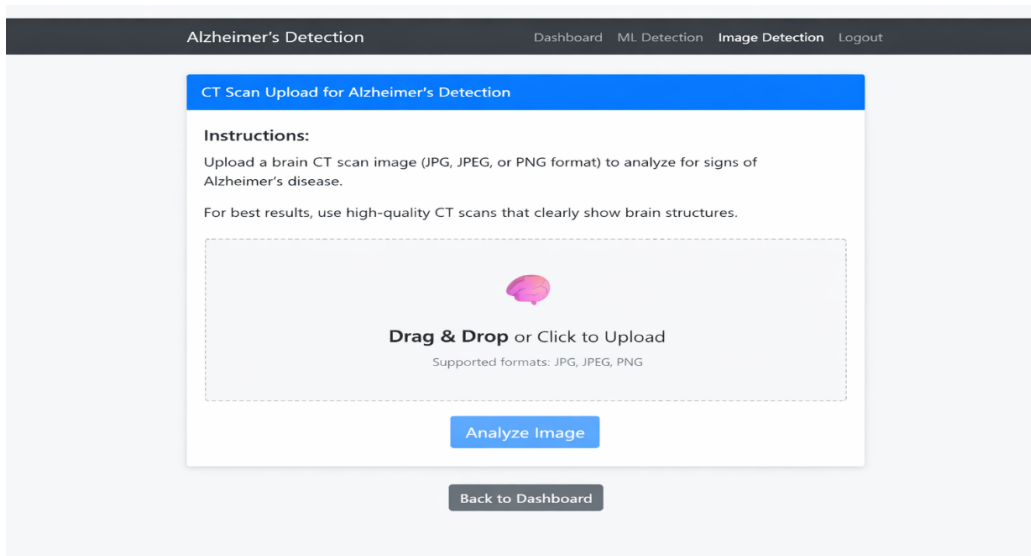 Alzheimer's Detection
Dashboard ML Detection Image Detection Logout
CT Scan Upload for Alzheimer's Detection
Instructions:
Upload a brain CT scan image (JPG, JPEG, or PNG format) to analyze for signs of
Alzheimer's disease.
For best results, use high-quality CT scans that clearly show brain structures.
Drag & Drop or Click to Upload
Supported formats: JPG, JPEG, PNG
Analyze Image
Back to Dashboard